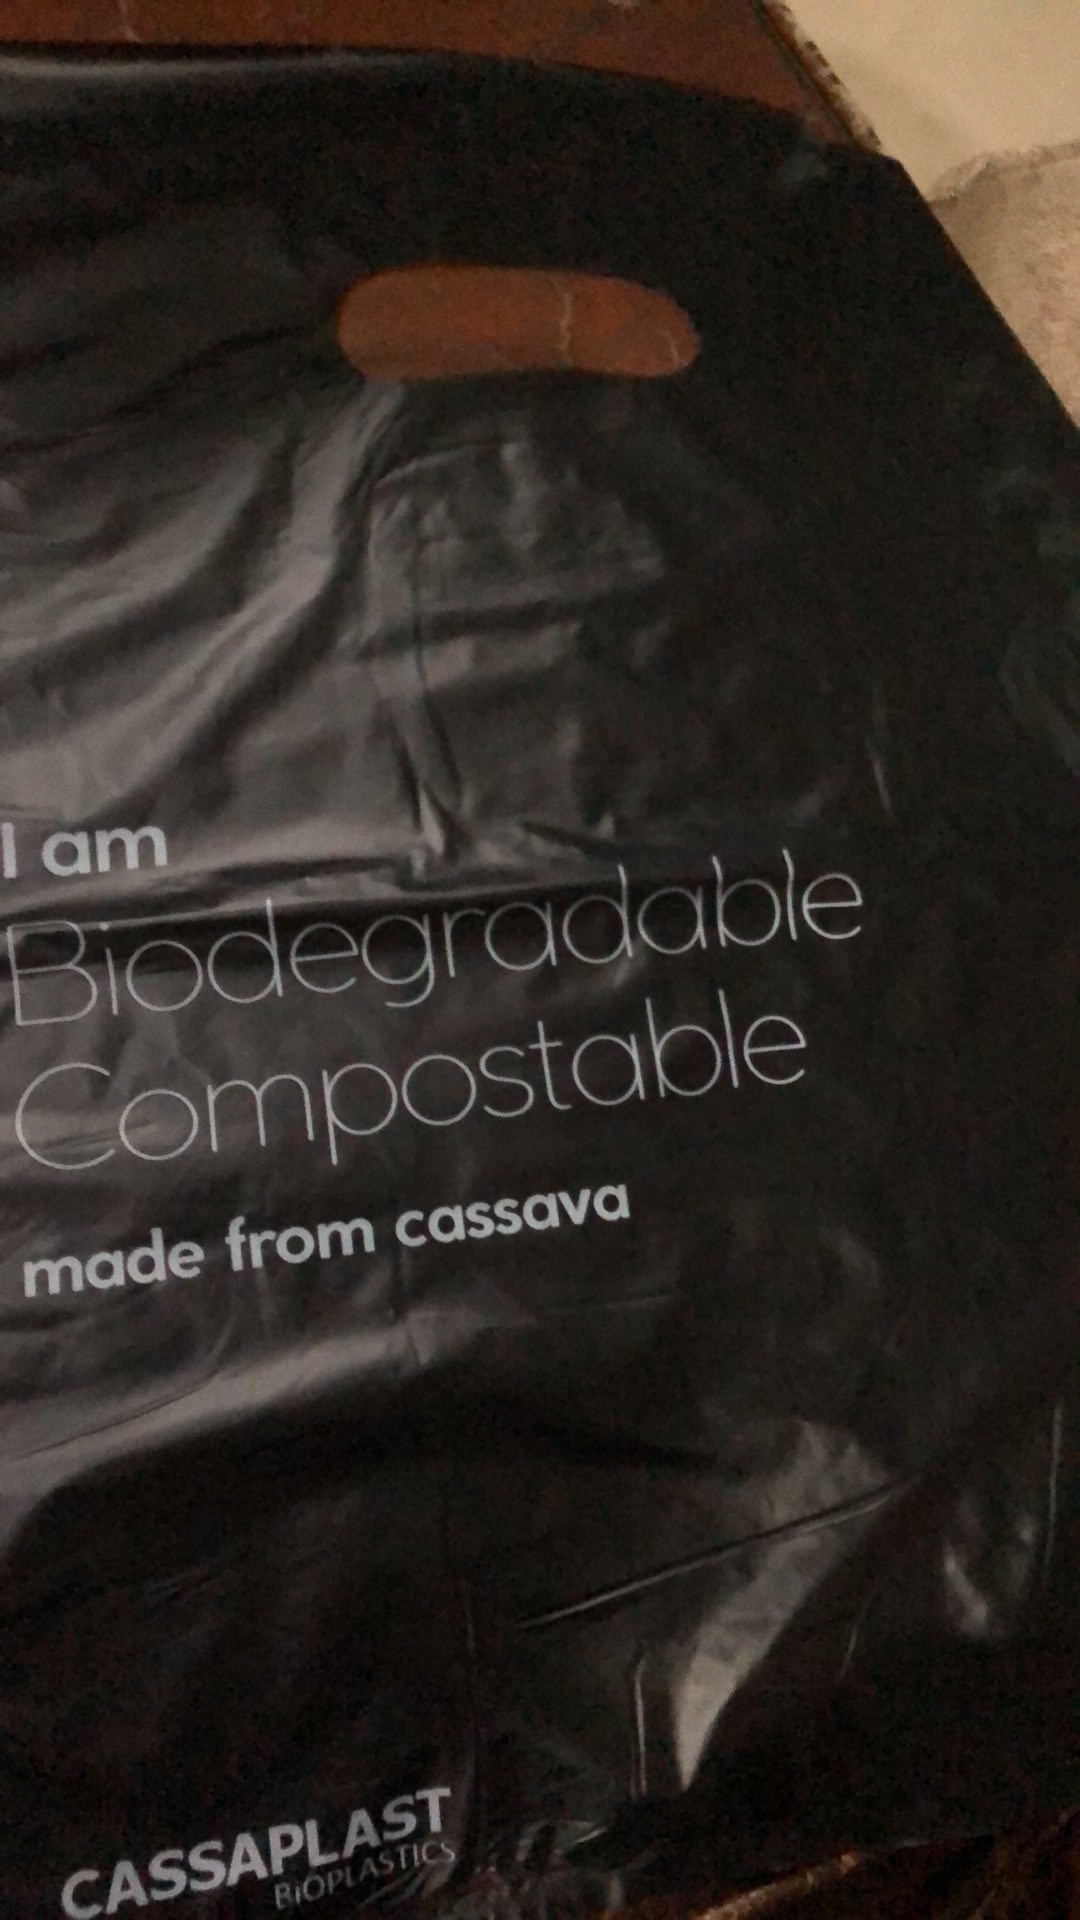 I am
Biodegradable
Compostable
made from cassava
CASSAPLAST
BiOPLASTICS